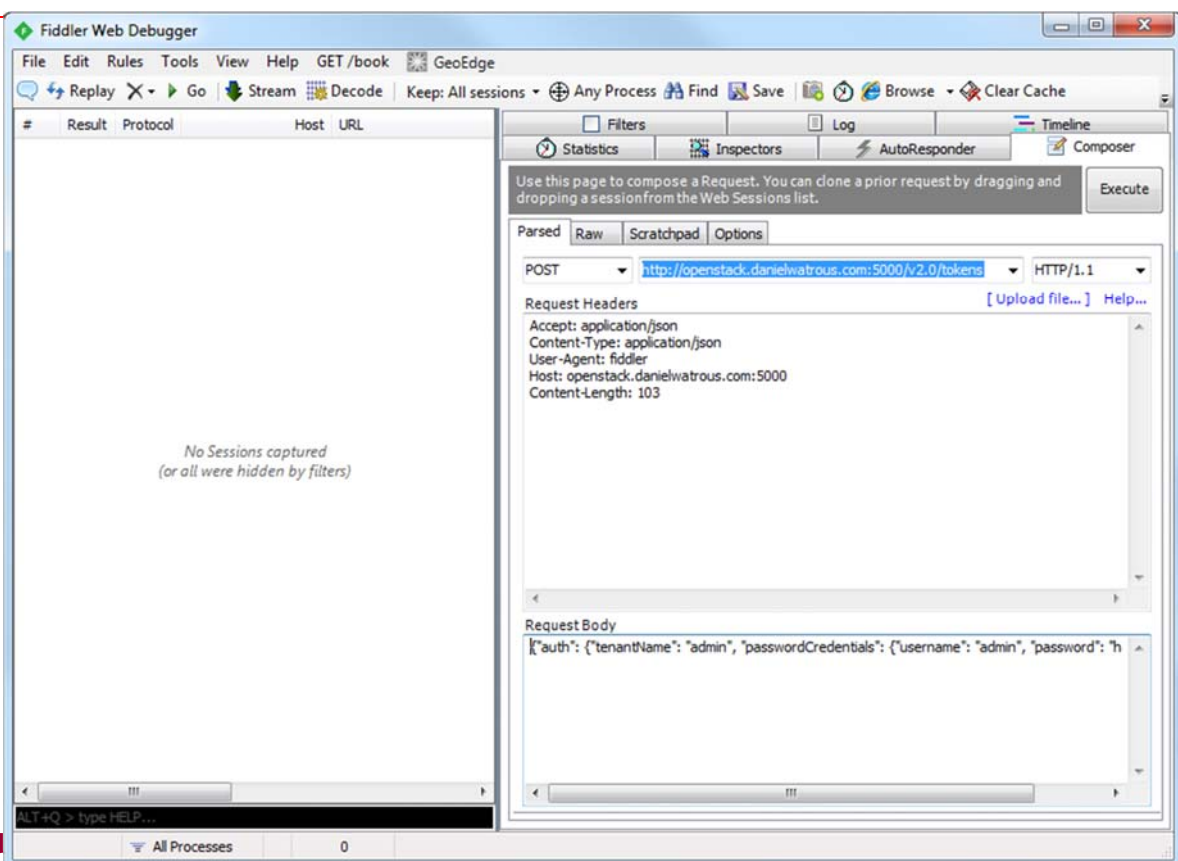 Fiddler Web Debugger
File Edit Rules Tools View Help GET /book GeoEdge
Replay Go Stream Decode Keep: All sessions Any Process Find Save Browse Clear Cache
# Result Protocol Host URL
Filters Log Timeline
Statistics Inspectors AutoResponder Composer
Use this page to compose a Request. You can clone a prior request by dragging and
dropping a sessionfrom the Web Sessions list.
Execute
Parsed Raw Scratchpad Options
POST http://openstack.danielwatrous.com:5000/v2.0/tokens HTTP/1.1
Request Headers [ Upload file... ] Help...
Accept: application/json
Content-Type: application/json
User-Agent: fiddler
Host: openstack.danielwatrous.com:5000
Content-Length: 103
No Sessions captured
(or all were hidden by filters)
Request Body
{"auth": {"tenantName": "admin", "passwordCredentials": {"username": "admin", "password": "h
ALT+Q > type HELP...
All Processes 0